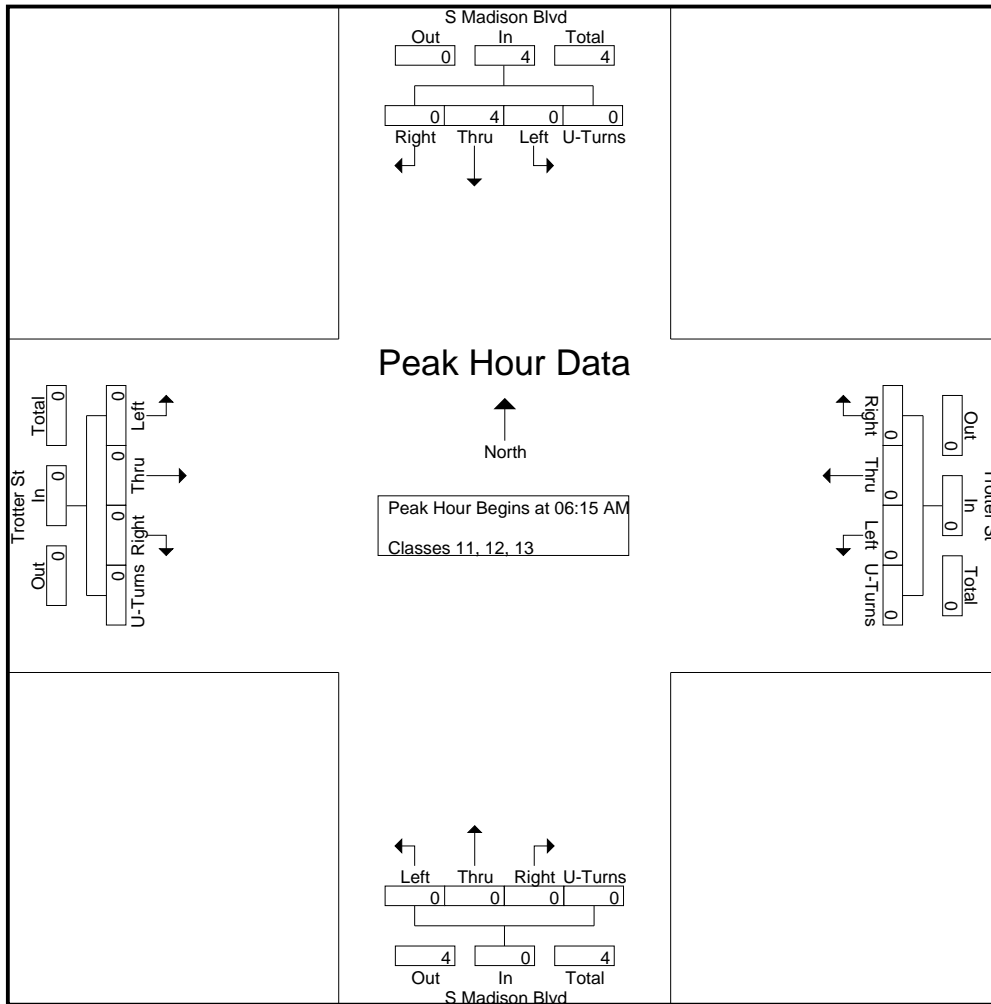 S Madison Blvd
Out In Total
0 4 4
0 4 0 0
Right Thru Left U-Turns
Peak Hour Data
North
Peak Hour Begins at 06:15 AM
Classes 11, 12, 13
Trotter St
Total In Out
0 0 0
0 0 0 0
Left Thru Right U-Turns
Right Thru Left U-Turns
0 0 0 0
Out In Total
0 0 0
Trotter St
Left Thru Right U-Turns
0 0 0 0
4 0 4
Out In Total
S Madison Blvd